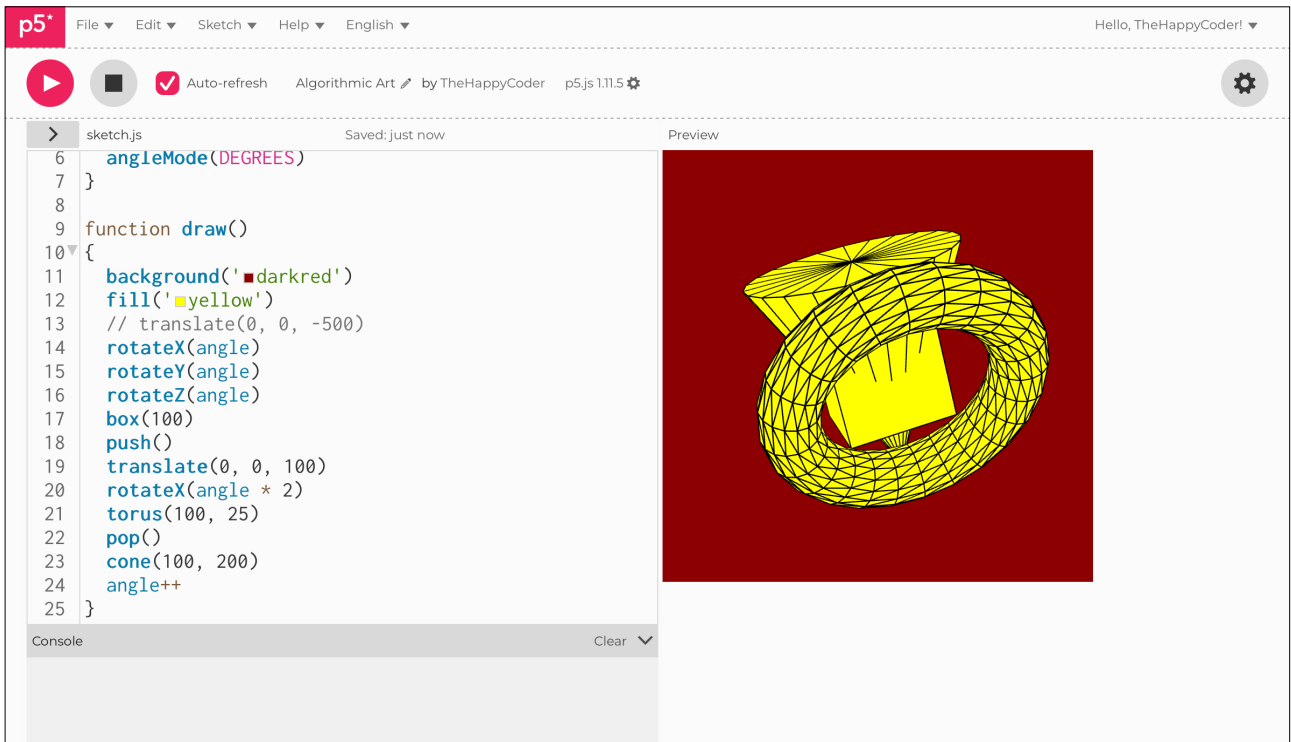 p5* File Edit Sketch Help English Hello, TheHappyCoder!
Auto-refresh Algorithmic Art by TheHappyCoder p5.js 1.11.5
sketch.js Saved: just now Preview
6 angleMode(DEGREES)
7 }
8
9 function draw()
10 {
11 background('darkred')
12 fill('yellow')
13 // translate(0, 0, -500)
14 rotateX(angle)
15 rotateY(angle)
16 rotateZ(angle)
17 box(100)
18 push()
19 translate(0, 0, 100)
20 rotateX(angle * 2)
21 torus(100, 25)
22 pop()
23 cone(100, 200)
24 angle++
25 }
Console Clear